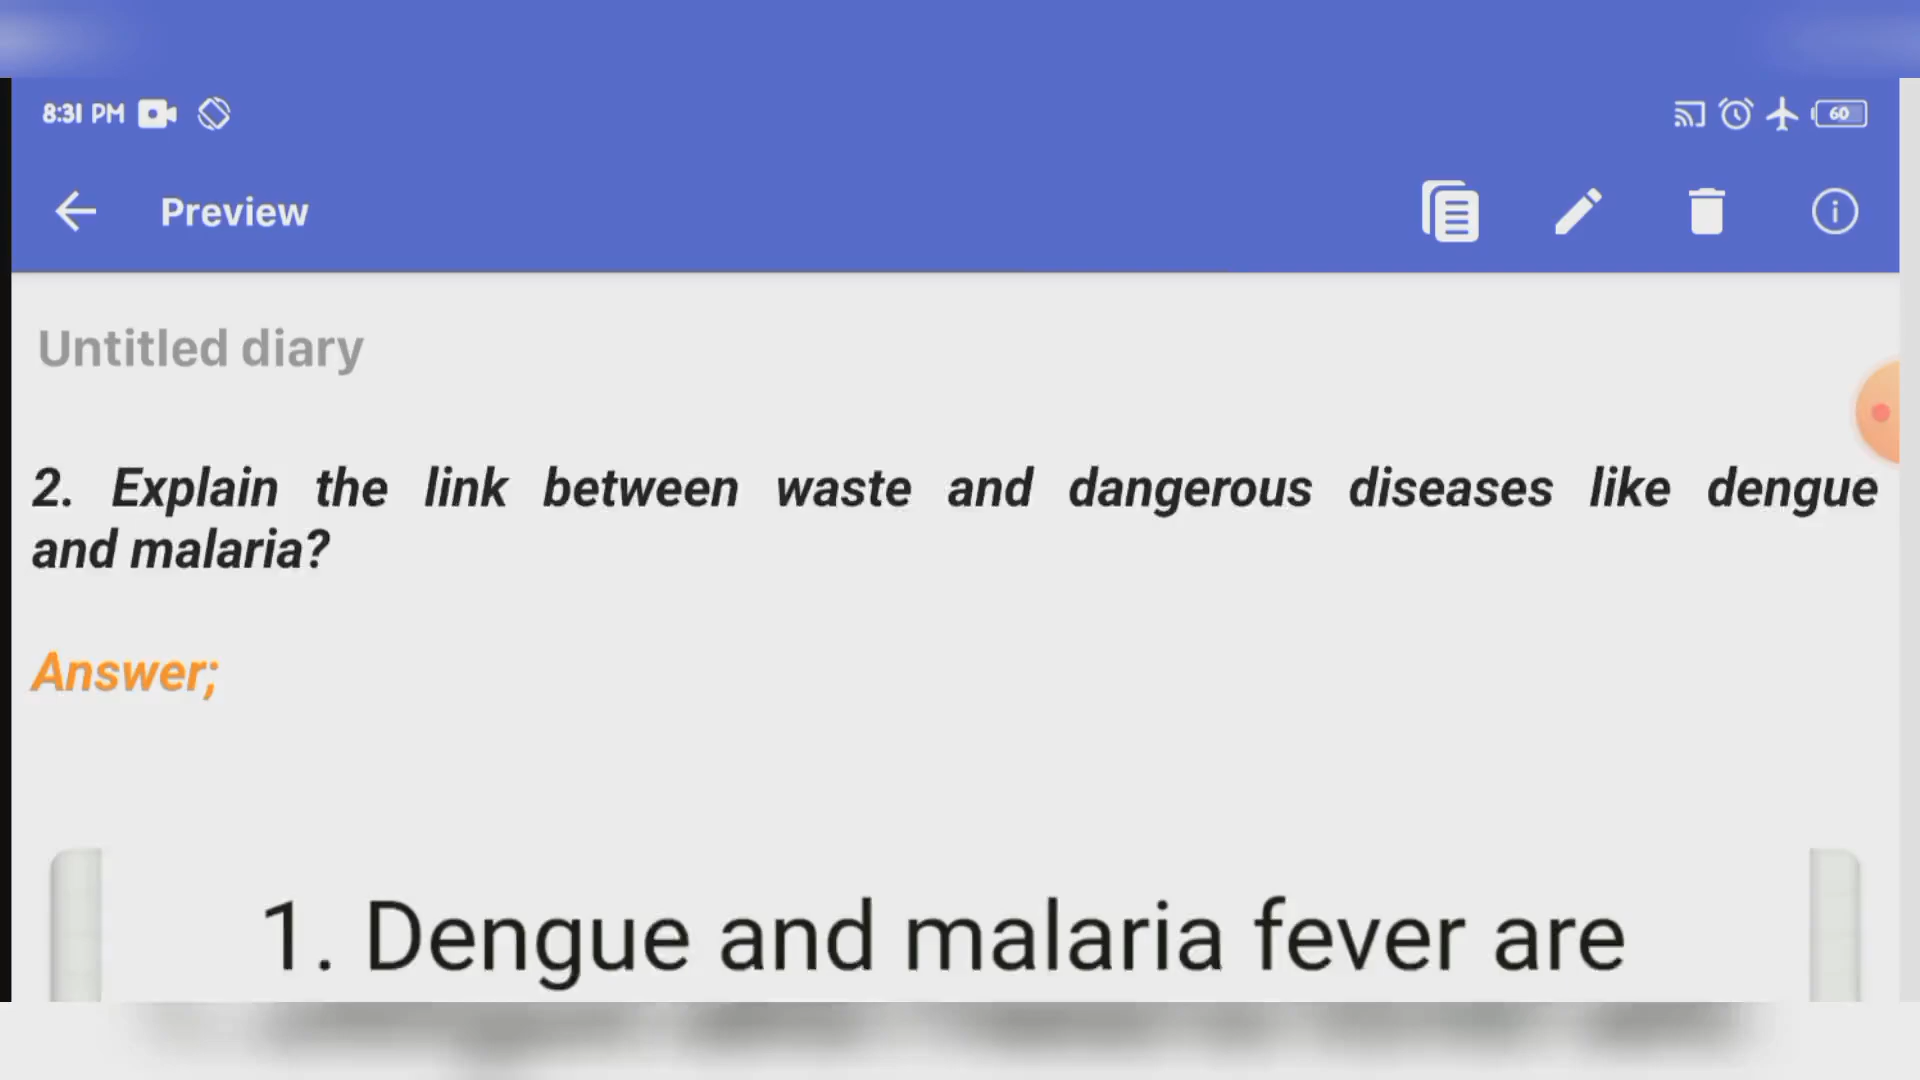 8:31 PM
60
Preview
Untitled diary
2. Explain the link between waste and dangerous diseases like dengue
and malaria?
Answer;
1. Dengue and malaria fever are